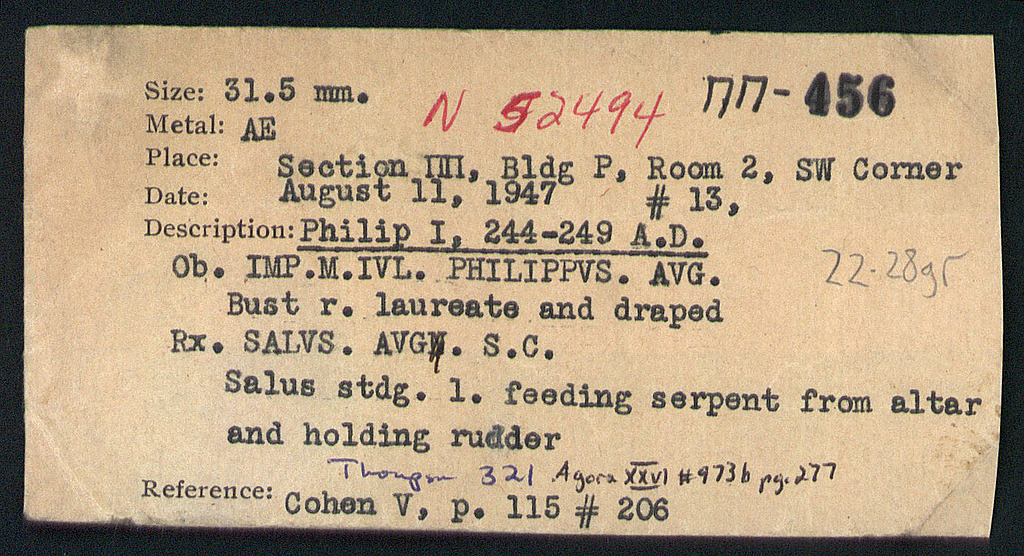 Size: 31.5 mm.
N 52494
ΠΠ-456
Metal: AE
Place: Section ΠΠ, Bldg P, Room 2, SW Corner
Date: August 11, 1947 # 13,
Description: Philip I, 244-249 A.D.
Ob. IMP.M.IVL. PHILIPPVS. AVG.
22.28gr
Bust r. laureate and draped
Rx. SALVS. AVG. S.C.
Salus stdg. l. feeding serpent from altar
and holding rudder
Thompson 321 Agora XXVI #973b pg.277
Reference: Cohen V, p. 115 # 206